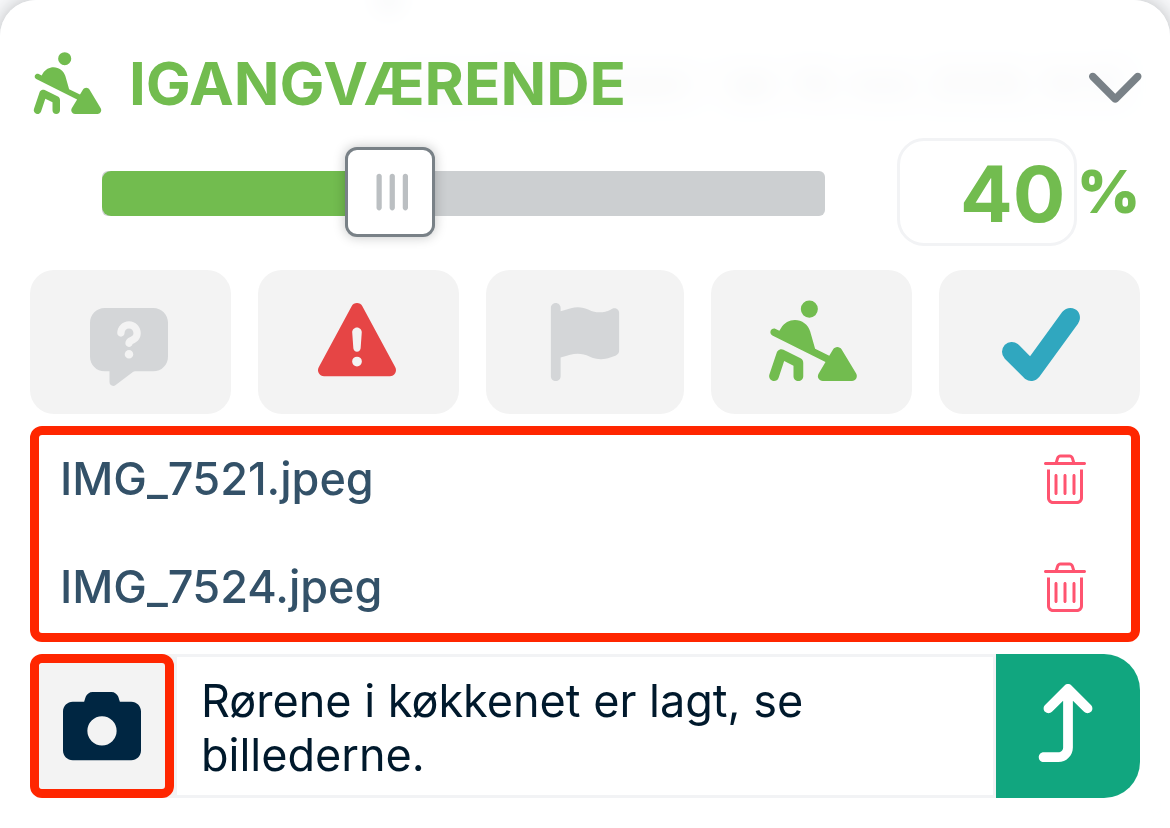 IGANGVÆRENDE
40 %
IMG_7521.jpeg
IMG_7524.jpeg
Rørene i køkkenet er lagt, se
billederne.